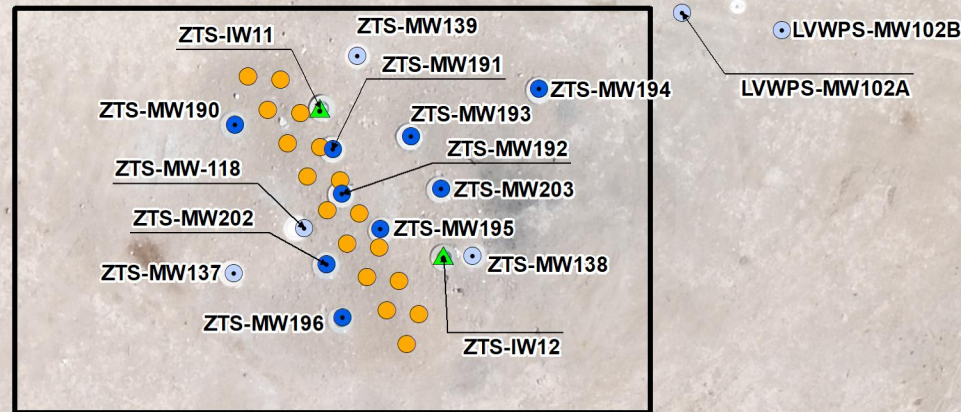 ZTS-MW139
ZTS-IW11
LVWPS-MW102B
ZTS-MW191
LVWPS-MW102A
ZTS-MW194
ZTS-MW190
ZTS-MW193
ZTS-MW192
ZTS-MW-118
ZTS-MW203
ZTS-MW202
ZTS-MW195
ZTS-MW138
ZTS-MW137
ZTS-MW196
ZTS-IW12